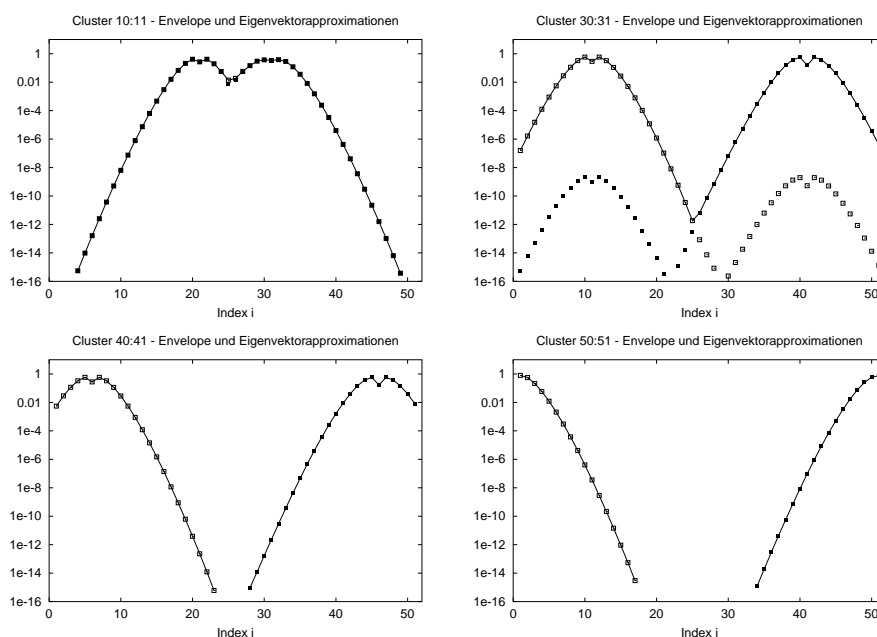 Cluster 10:11 - Envelope und Eigenvektorapproximationen
1
0.01
1e-4
1e-6
1e-8
1e-10
1e-12
1e-14
1e-16
0 10 20 30 40 50
Index i
Cluster 30:31 - Envelope und Eigenvektorapproximationen
1
0.01
1e-4
1e-6
1e-8
1e-10
1e-12
1e-14
1e-16
0 10 20 30 40 50
Index i
Cluster 40:41 - Envelope und Eigenvektorapproximationen
1
0.01
1e-4
1e-6
1e-8
1e-10
1e-12
1e-14
1e-16
0 10 20 30 40 50
Index i
Cluster 50:51 - Envelope und Eigenvektorapproximationen
1
0.01
1e-4
1e-6
1e-8
1e-10
1e-12
1e-14
1e-16
0 10 20 30 40 50
Index i